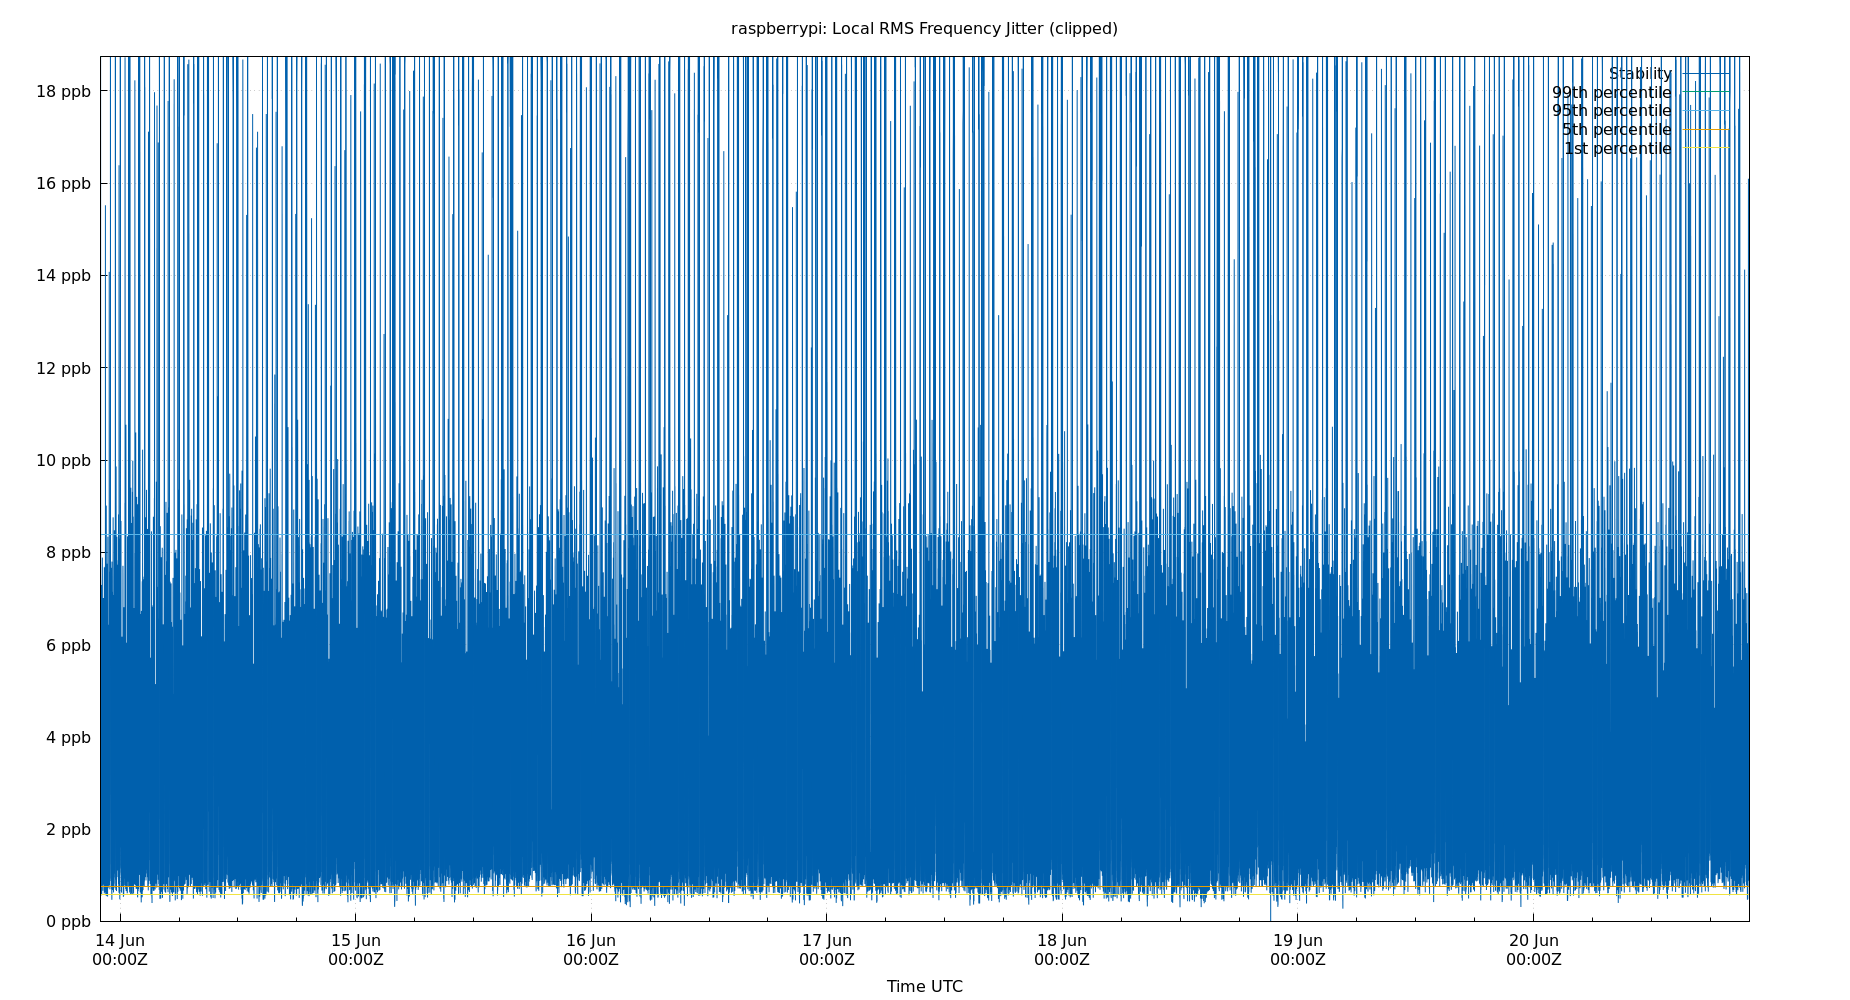 raspberrypi: Local RMS Frequency Jitter (clipped)
18 ppb
16 ppb
14 ppb
12 ppb
10 ppb
8 ppb
6 ppb
4 ppb
2 ppb
0 ppb
Stability
99th percentile
95th percentile
5th percentile
1st percentile
14 Jun 15 Jun 16 Jun 17 Jun 18 Jun 19 Jun 20 Jun
00:00Z 00:00Z 00:00Z 00:00Z 00:00Z 00:00Z 00:00Z
Time UTC